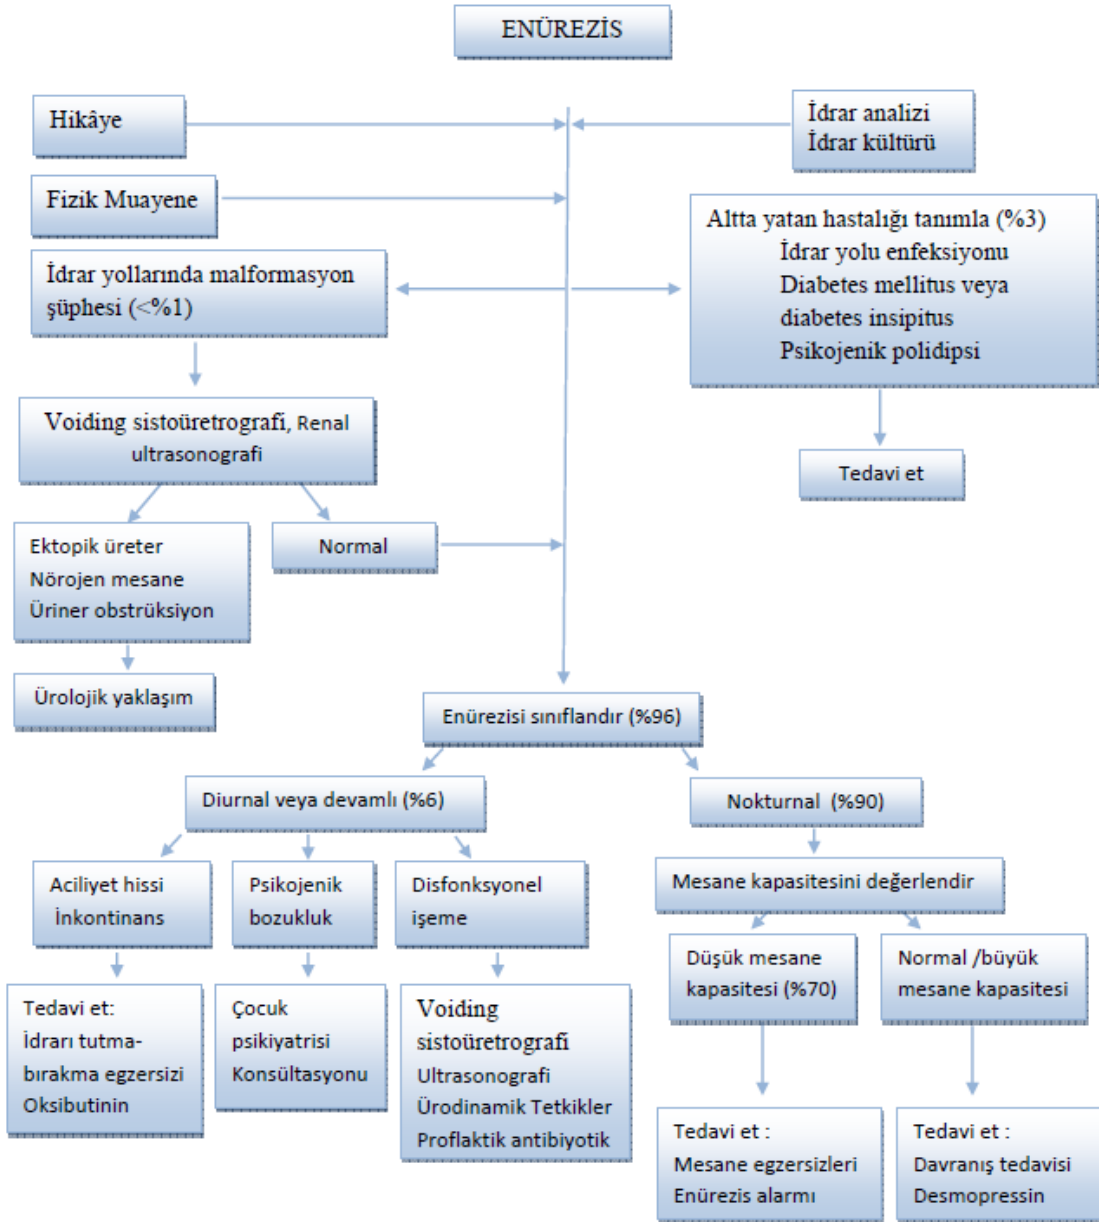 ENÜREZİS
Hikâye
İdrar analizi
İdrar kültürü
Fizik Muayene
Altta yatan hastalığı tanımla (%3)
İdrar yolu enfeksiyonu
Diabetes mellitus veya
diabetes insipitus
Psikojenik polidipsi
İdrar yollarında malformasyon
şüphesi (<%1)
Voiding sistoüretrografi, Renal
ultrasonografi
Tedavi et
Ektopik üreter
Nörojen mesane
Üriner obstrüksiyon
Normal
Ürolojik yaklaşım
Enürezisi sınıflandır (%96)
Diurnal veya devamlı (%6)
Nokturnal (%90)
Aciliyet hissi
İnkontinans
Psikojenik
bozukluk
Disfonksyonel
işeme
Mesane kapasitesini değerlendir
Düşük mesane
kapasitesi (%70)
Normal /büyük
mesane kapasitesi
Tedavi et:
İdrarı tutma-
bırakma egzersizi
Oksibutinin
Çocuk
psikiyatrisi
Konsültasyonu
Voiding
sistoüretrografi
Ultrasonografi
Ürodinamik Tetkikler
Proflaktik antibiyotik
Tedavi et :
Mesane egzersizleri
Enürezis alarmı
Tedavi et :
Davranış tedavisi
Desmopressin